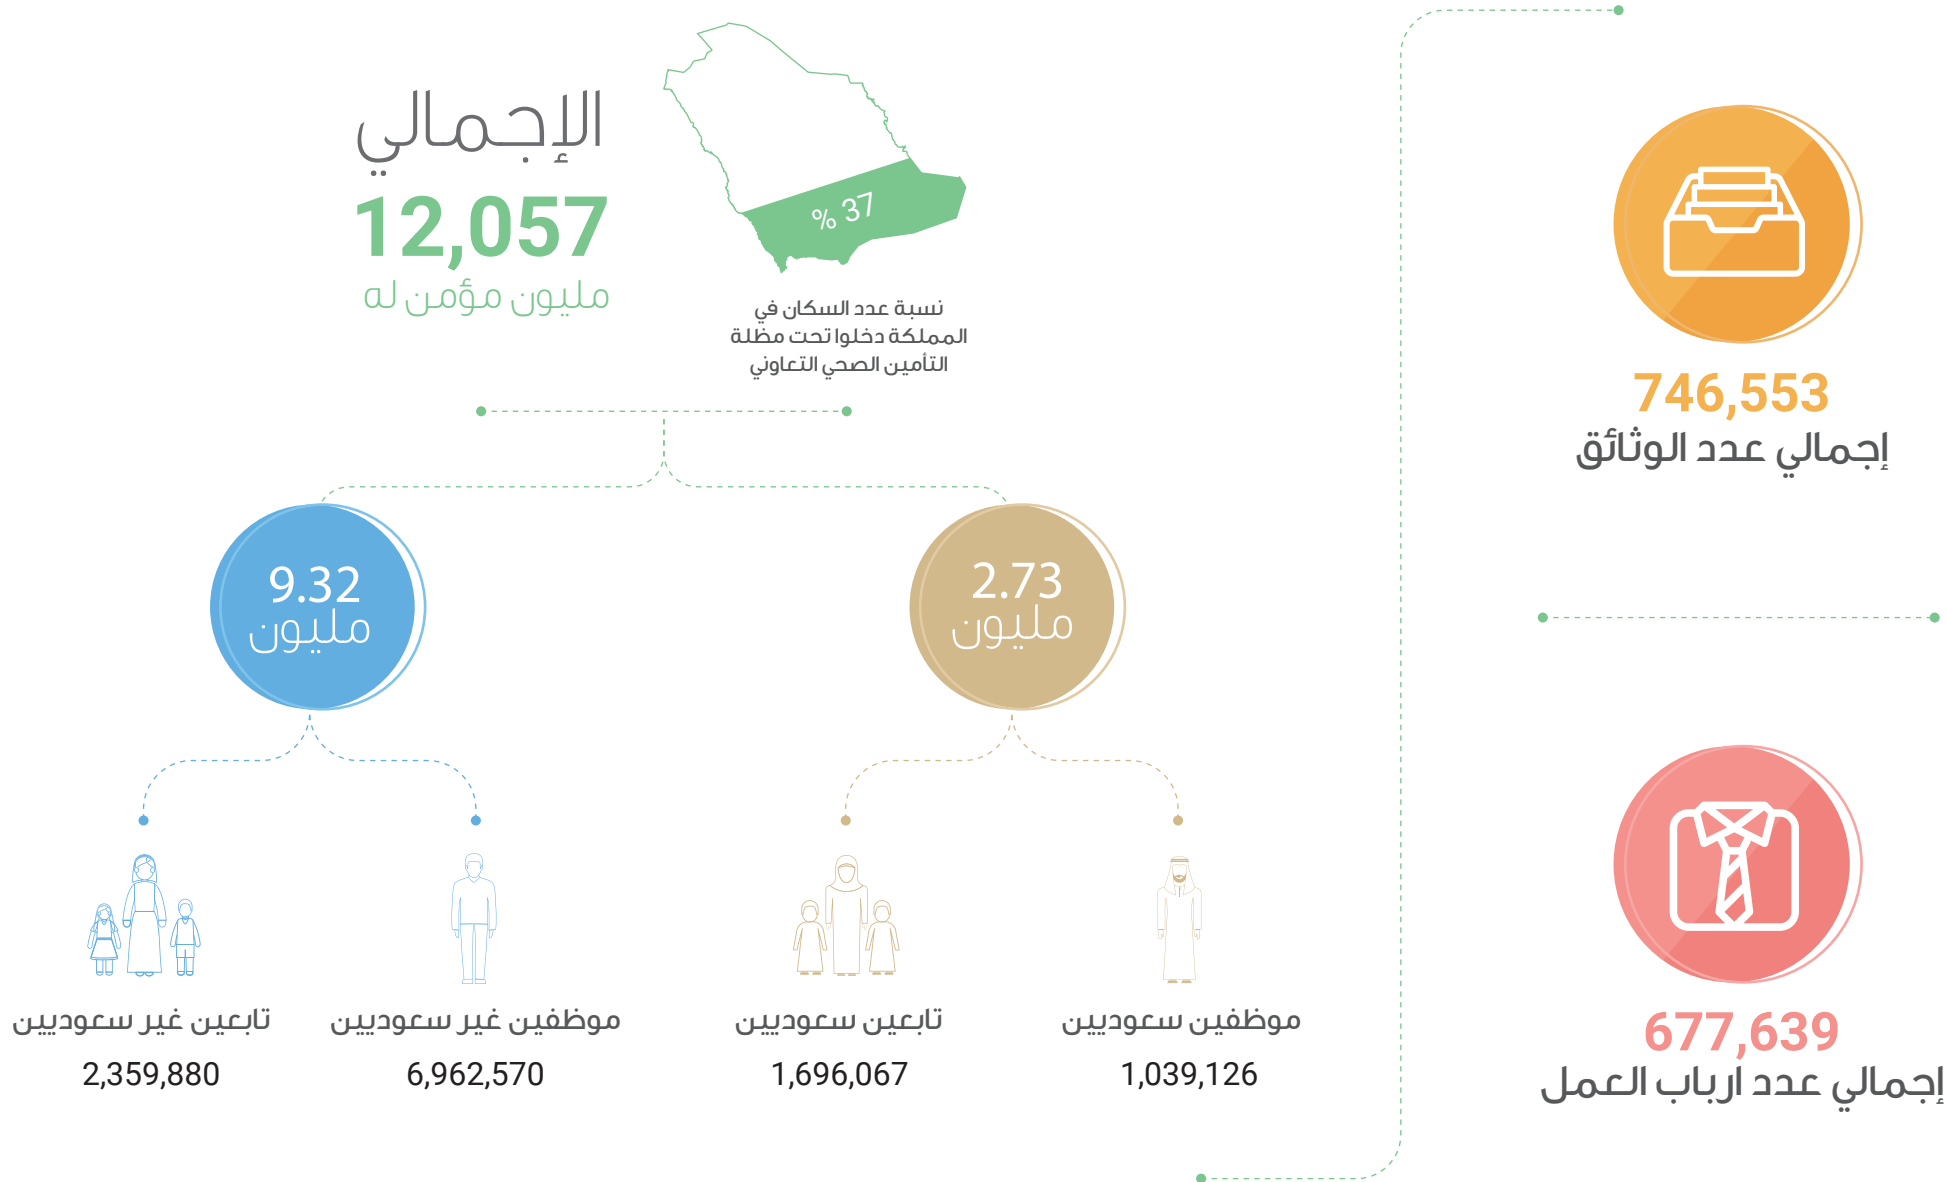 الإجمالي
12,057
مليون مؤمن له
% 37
نسبة عدد السكان في
المملكة دخلوا تحت مظلة
التأمين الصحي التعاوني
2.73
مليون
9.32
مليون
موظفين سعوديين
1,039,126
تابعين سعوديين
1,696,067
موظفين غير سعوديين
6,962,570
تابعين غير سعوديين
2,359,880
746,553
إجمالي عدد الوثائق
677,639
إجمالي عدد ارباب العمل